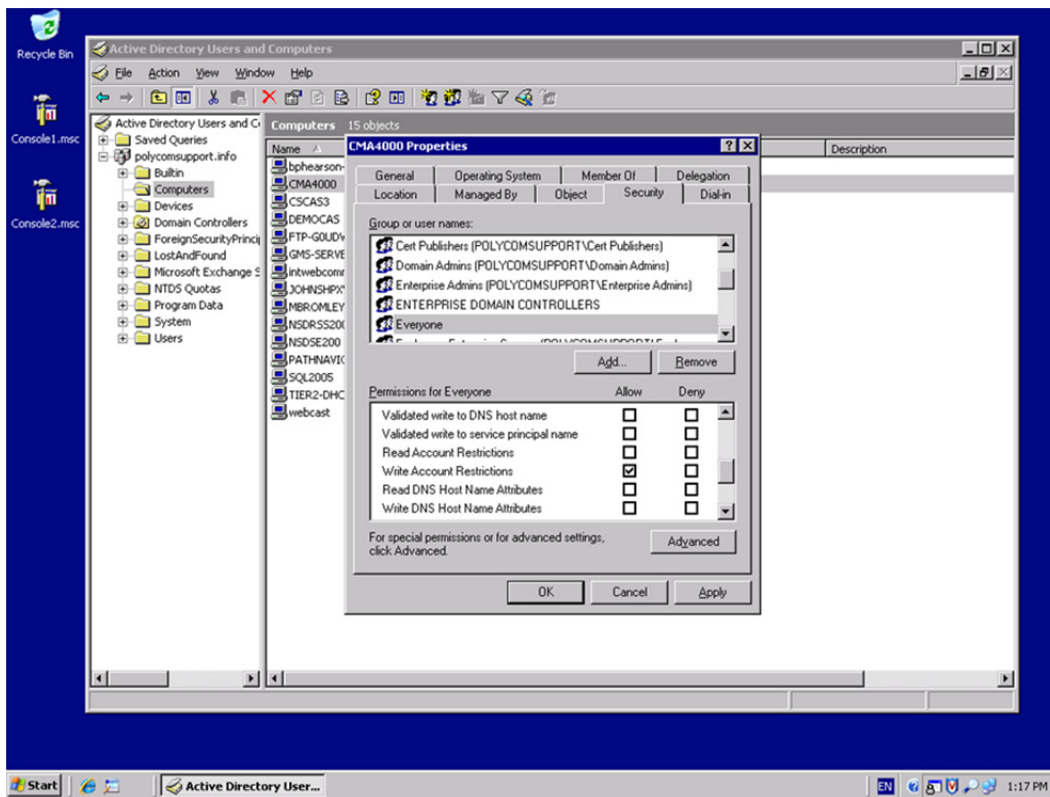 Recycle Bin
Console1.msc
Console2.msc
Active Directory Users and Computers
File Action View Window Help
Active Directory Users and C
Saved Queries
polycomsupport.info
Builtin
Computers
Devices
Domain Controllers
ForeignSecurityPrincip
LostAndFound
Microsoft Exchange S
NTDS Quotas
Program Data
System
Users
Computers 15 objects
Name
Description
bphearson-
CMA4000
CSCAS3
DEMOCAS
FTP-G0UDV
GMS-SERVE
intwebcom
JOHNSHPX
MBROMLEY
NSDRSS200
NSDSE200
PATHNAVIG
SQL2005
TIER2-DHC
webcast
CMA4000 Properties
General Operating System Member Of Delegation
Location Managed By Object Security Dial-in
Group or user names:
Cert Publishers (POLYCOMSUPPORT\Cert Publishers)
Domain Admins (POLYCOMSUPPORT\Domain Admins)
Enterprise Admins (POLYCOMSUPPORT\Enterprise Admins)
ENTERPRISE DOMAIN CONTROLLERS
Everyone
Add... Remove
Permissions for Everyone Allow Deny
Validated write to DNS host name
Validated write to service principal name
Read Account Restrictions
Write Account Restrictions
Read DNS Host Name Attributes
Write DNS Host Name Attributes
For special permissions or for advanced settings,
click Advanced.
Advanced
OK Cancel Apply
Start
Active Directory User...
EN
1:17 PM